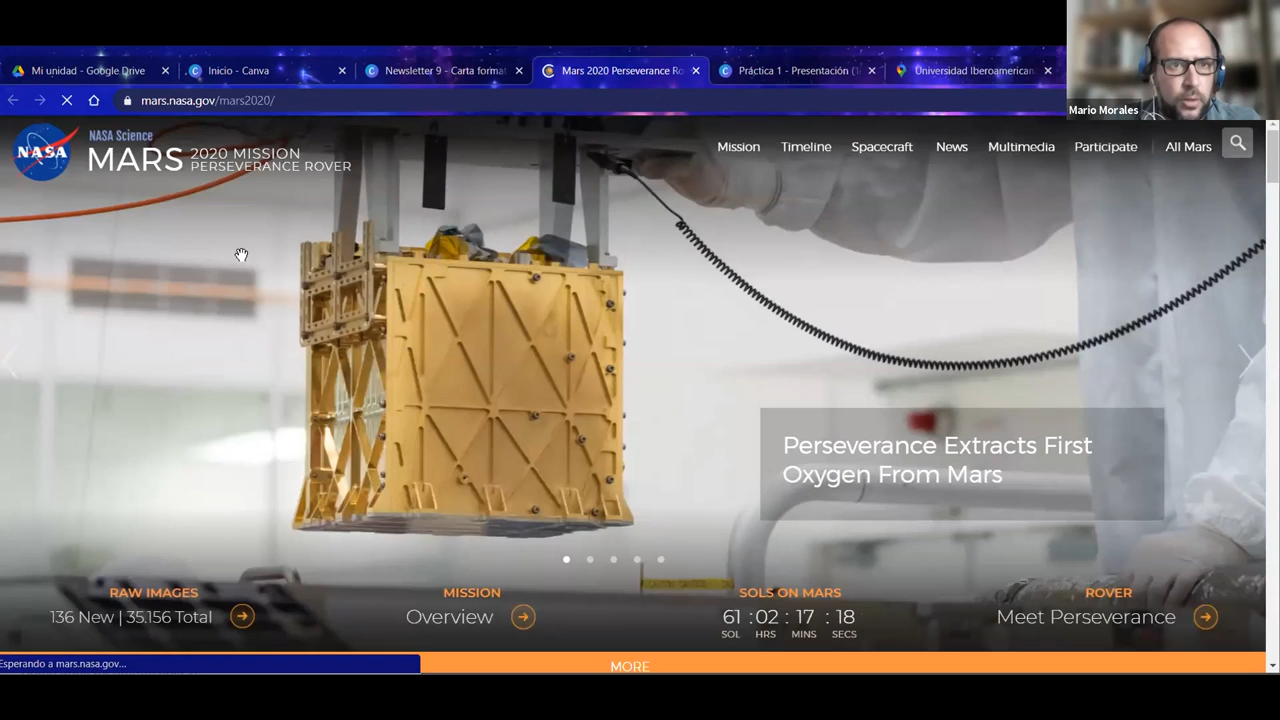 Mi unidad - Google Drive
Inicio - Canva
Newsletter 9 - Carta format
Mars 2020 Perseverance Ro
Práctica 1 - Presentación (1
Universidad Iberoamerican
mars.nasa.gov/mars2020/
Mario Morales
NASA
NASA Science
MARS 2020 MISSION
PERSEVERANCE ROVER
Mission
Timeline
Spacecraft
News
Multimedia
Participate
All Mars
Perseverance Extracts First
Oxygen From Mars
RAW IMAGES
136 New | 35.156 Total
MISSION
Overview
SOLS ON MARS
61 : 02 : 17 : 18
SOL HRS MINS SECS
ROVER
Meet Perseverance
Esperando a mars.nasa.gov...
MORE